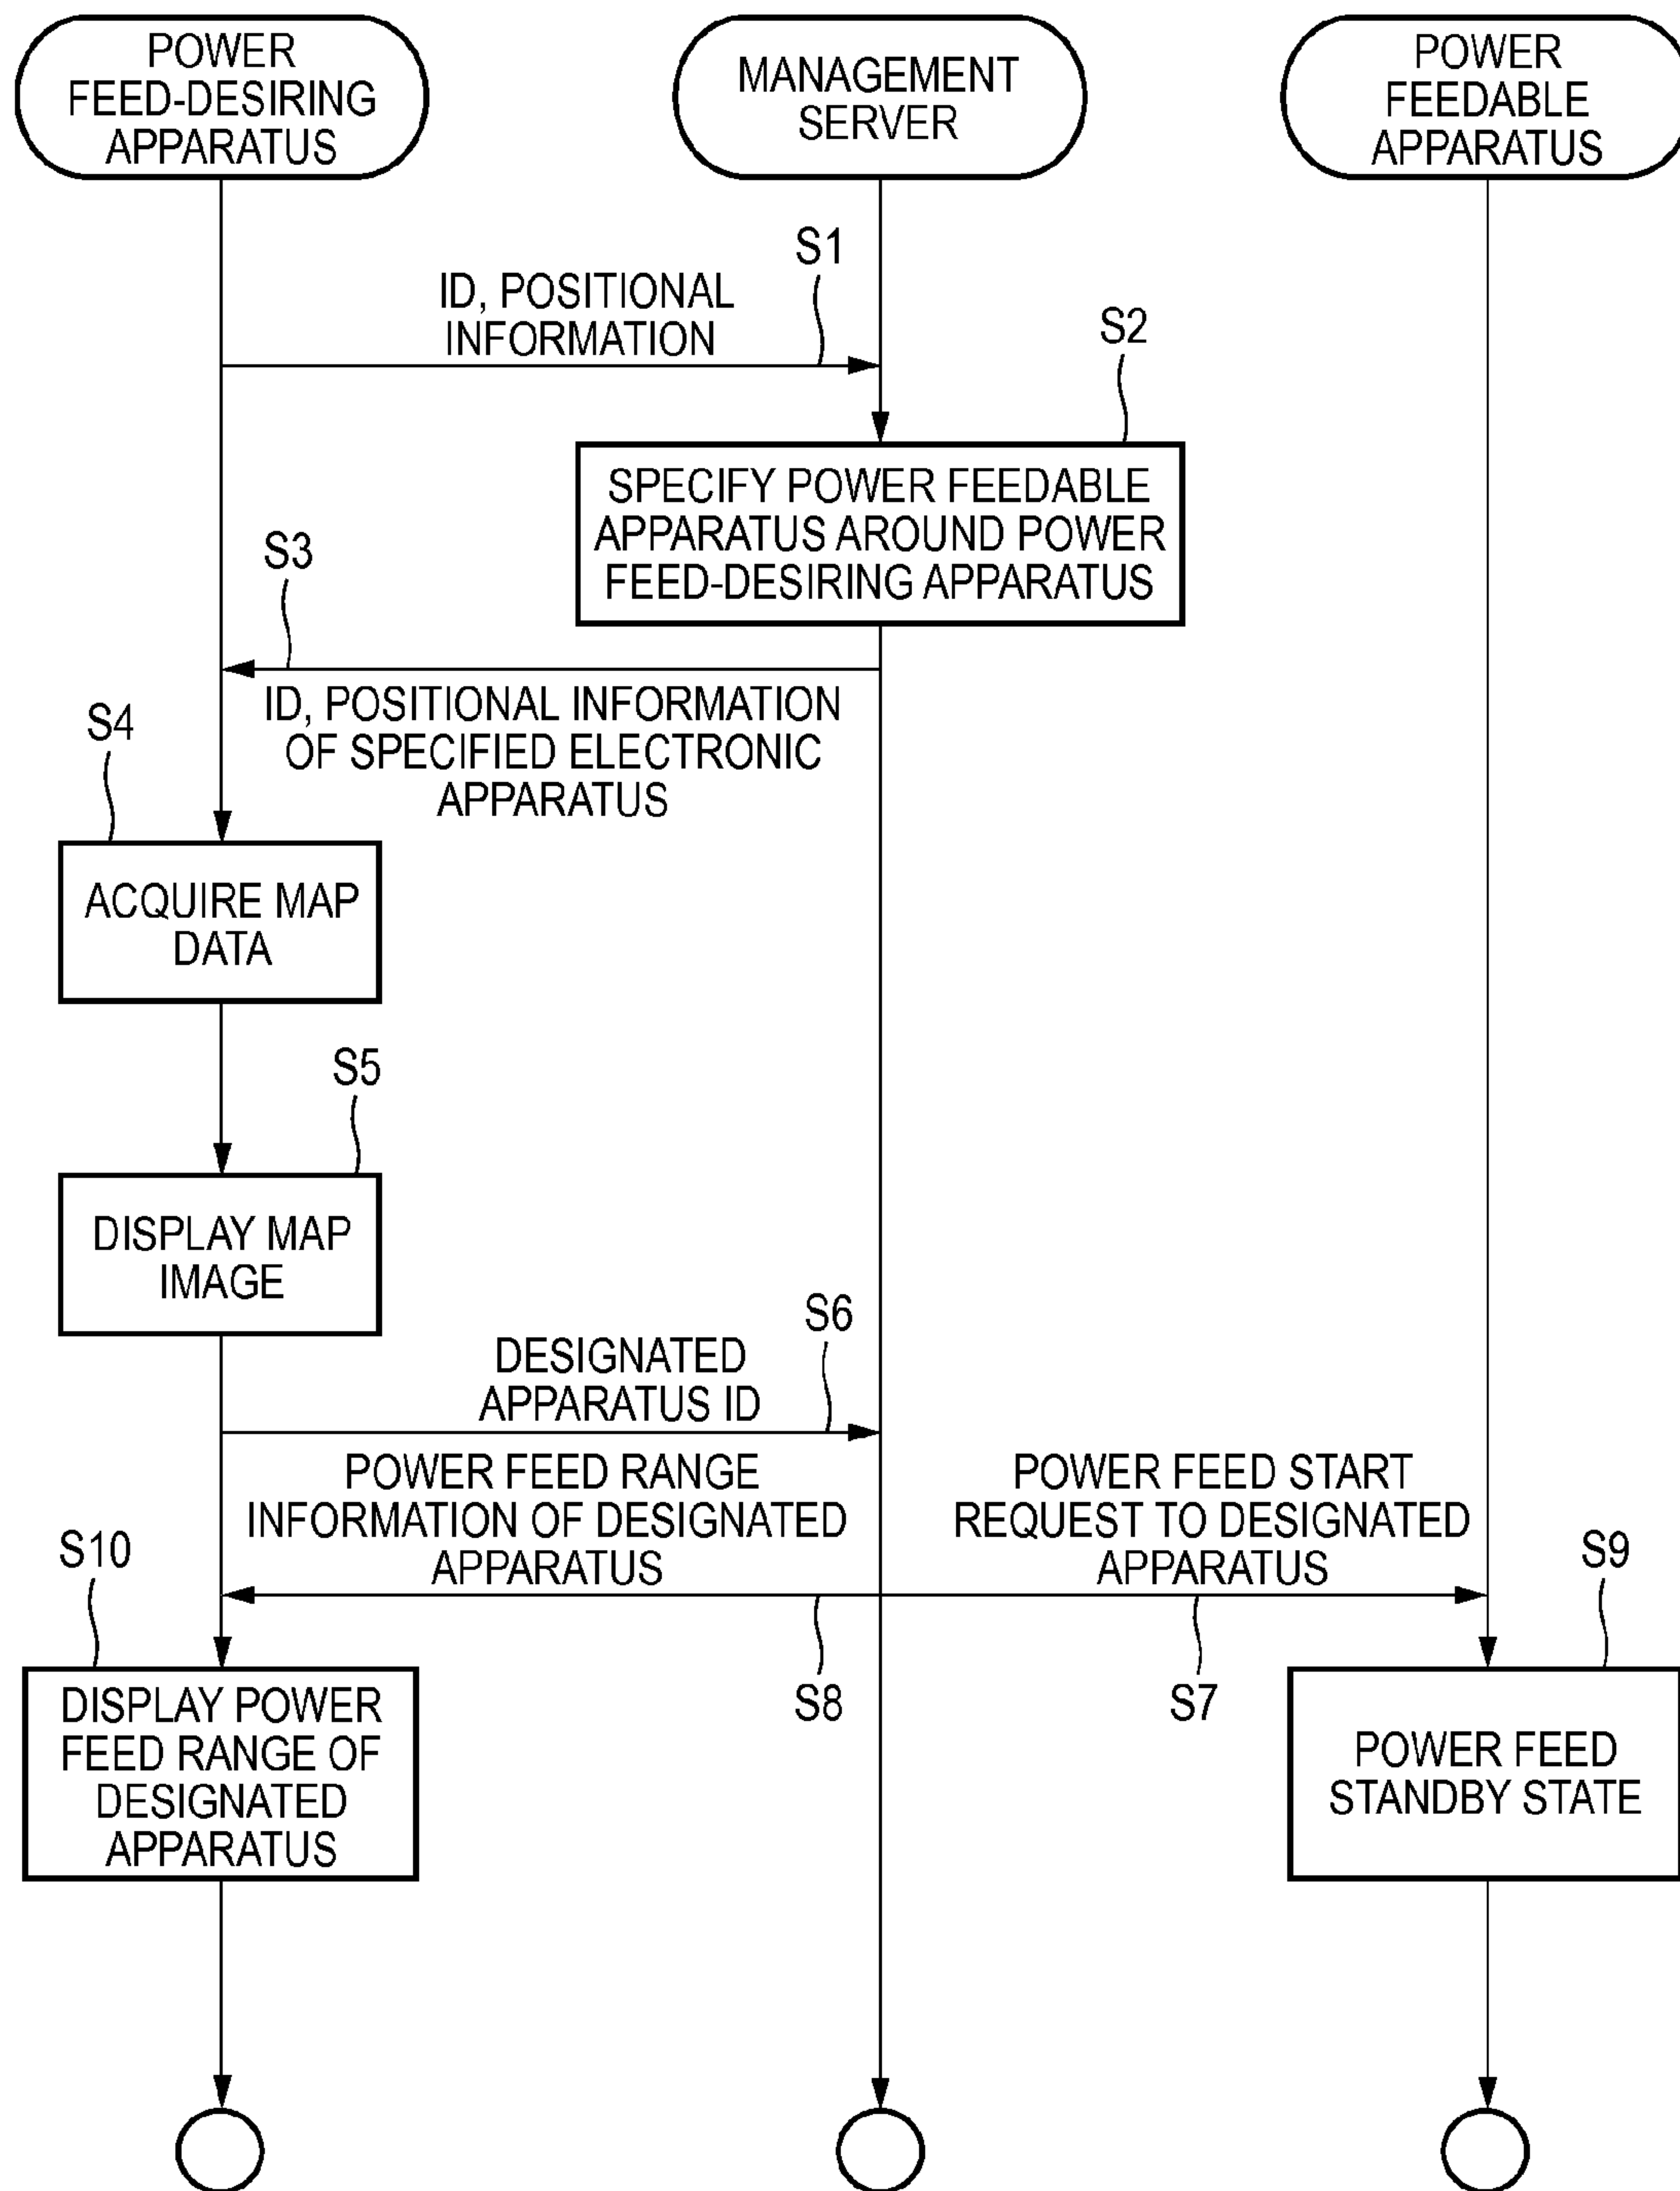 POWER
FEED-DESIRING
APPARATUS
MANAGEMENT
SERVER
POWER
FEEDABLE
APPARATUS
S1
ID, POSITIONAL
INFORMATION
S2
SPECIFY POWER FEEDABLE
APPARATUS AROUND POWER
FEED-DESIRING APPARATUS
S3
ID, POSITIONAL INFORMATION
OF SPECIFIED ELECTRONIC
APPARATUS
S4
ACQUIRE MAP
DATA
S5
DISPLAY MAP
IMAGE
S6
DESIGNATED
APPARATUS ID
POWER FEED RANGE
INFORMATION OF DESIGNATED
APPARATUS
POWER FEED START
REQUEST TO DESIGNATED
APPARATUS
S10
S9
S8
S7
DISPLAY POWER
FEED RANGE OF
DESIGNATED
APPARATUS
POWER FEED
STANDBY STATE